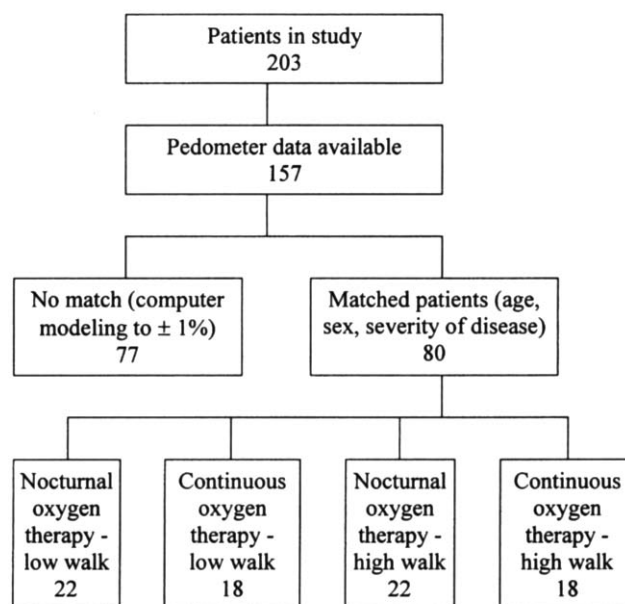 Patients in study
203
Pedometer data available
157
No match (computer
modeling to ± 1%)
77
Matched patients (age,
sex, severity of disease)
80
Nocturnal
oxygen
therapy -
low walk
22
Continuous
oxygen
therapy -
low walk
18
Nocturnal
oxygen
therapy -
high walk
22
Continuous
oxygen
therapy -
high walk
18